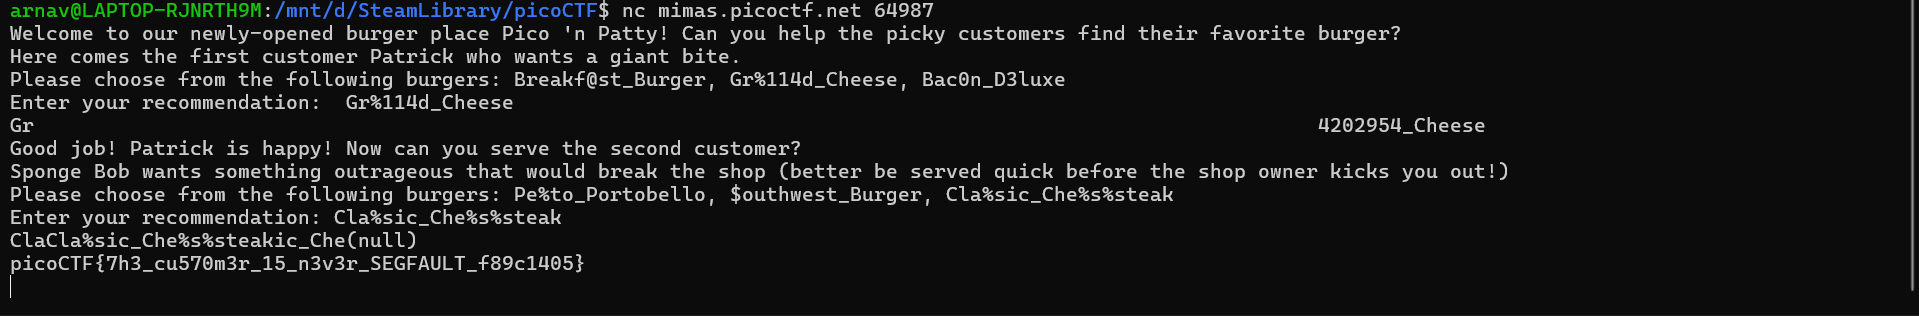 arnav@LAPTOP-RJNRTH9M:/mnt/d/SteamLibrary/picoCTF$ nc mimas.picoctf.net 64987
Welcome to our newly-opened burger place Pico 'n Patty! Can you help the picky customers find their favorite burger?
Here comes the first customer Patrick who wants a giant bite.
Please choose from the following burgers: Breakf@st_Burger, Gr%114d_Cheese, Bac0n_D3luxe
Enter your recommendation:  Gr%114d_Cheese
Gr                                                                                                           4202954_Cheese
Good job! Patrick is happy! Now can you serve the second customer?
Sponge Bob wants something outrageous that would break the shop (better be served quick before the shop owner kicks you out!)
Please choose from the following burgers: Pe%to_Portobello, $outhwest_Burger, Cla%sic_Che%s%steak
Enter your recommendation: Cla%sic_Che%s%steak
ClaCla%sic_Che%s%steakic_Che(null)
picoCTF{7h3_cu570m3r_15_n3v3r_SEGFAULT_f89c1405}